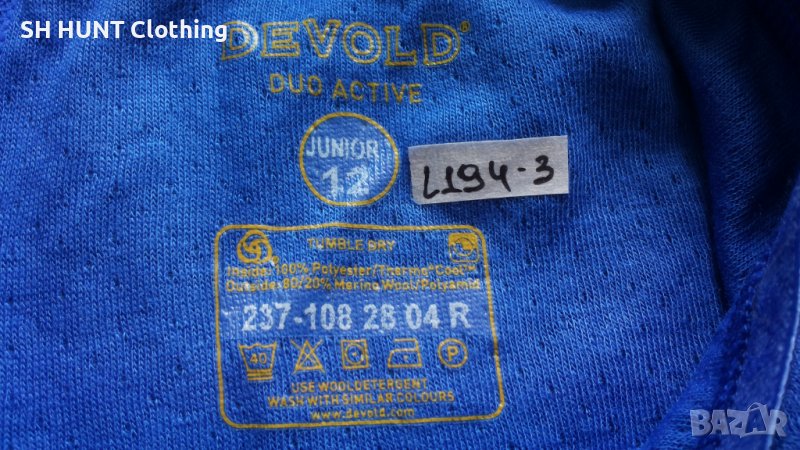 SH HUNT Clothing
DEVOLD®
DUO ACTIVE
JUNIOR
12
L194-3
TUMBLE DRY
Inside: 100% Polyester/Thermo°Cool™
Outside: 80/20% Merino Wool/Polyamid
237-108 28 04 R
40
P
USE WOOLDETERGENT
WASH WITH SIMILAR COLOURS
www.devold.com
BAZAR